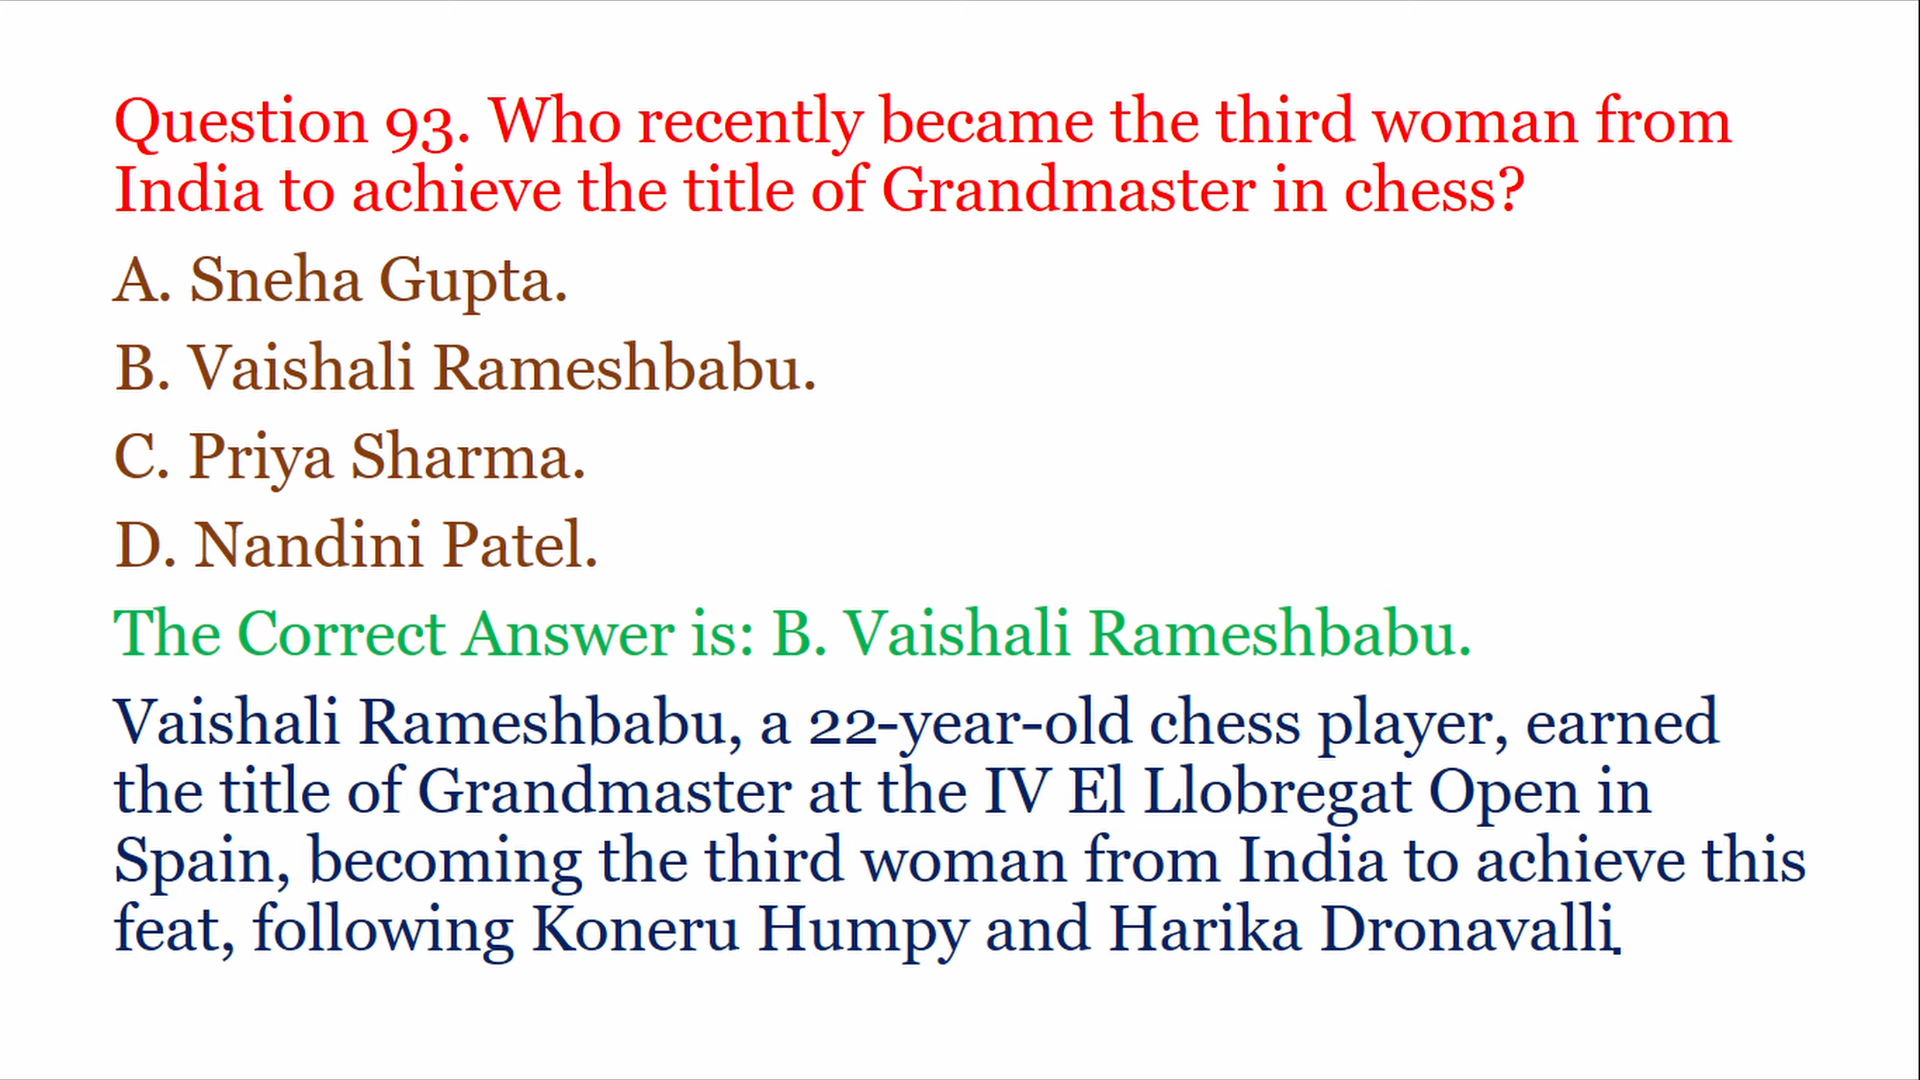 Question 93. Who recently became the third woman from
India to achieve the title of Grandmaster in chess?
A. Sneha Gupta.
B. Vaishali Rameshbabu.
C. Priya Sharma.
D. Nandini Patel.
The Correct Answer is: B. Vaishali Rameshbabu.
Vaishali Rameshbabu, a 22-year-old chess player, earned
the title of Grandmaster at the IV El Llobregat Open in
Spain, becoming the third woman from India to achieve this
feat, following Koneru Humpy and Harika Dronavalli.